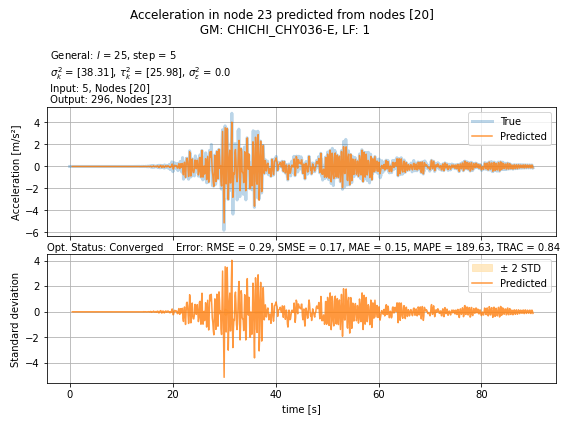 Acceleration in node 23 predicted from nodes [20]
GM: CHICHI_CHY036-E, LF: 1
General: l = 25, step = 5
σ²ₖ = [38.31], τ²ₖ = [25.98], σ²ε = 0.0
Input: 5, Nodes [20]
Output: 296, Nodes [23]
Acceleration [m/s²]
4
2
0
−2
−4
−6
True
Predicted
Opt. Status: Converged Error: RMSE = 0.29, SMSE = 0.17, MAE = 0.15, MAPE = 189.63, TRAC = 0.84
Standard deviation
4
2
0
−2
−4
± 2 STD
Predicted
0 20 40 60 80
time [s]